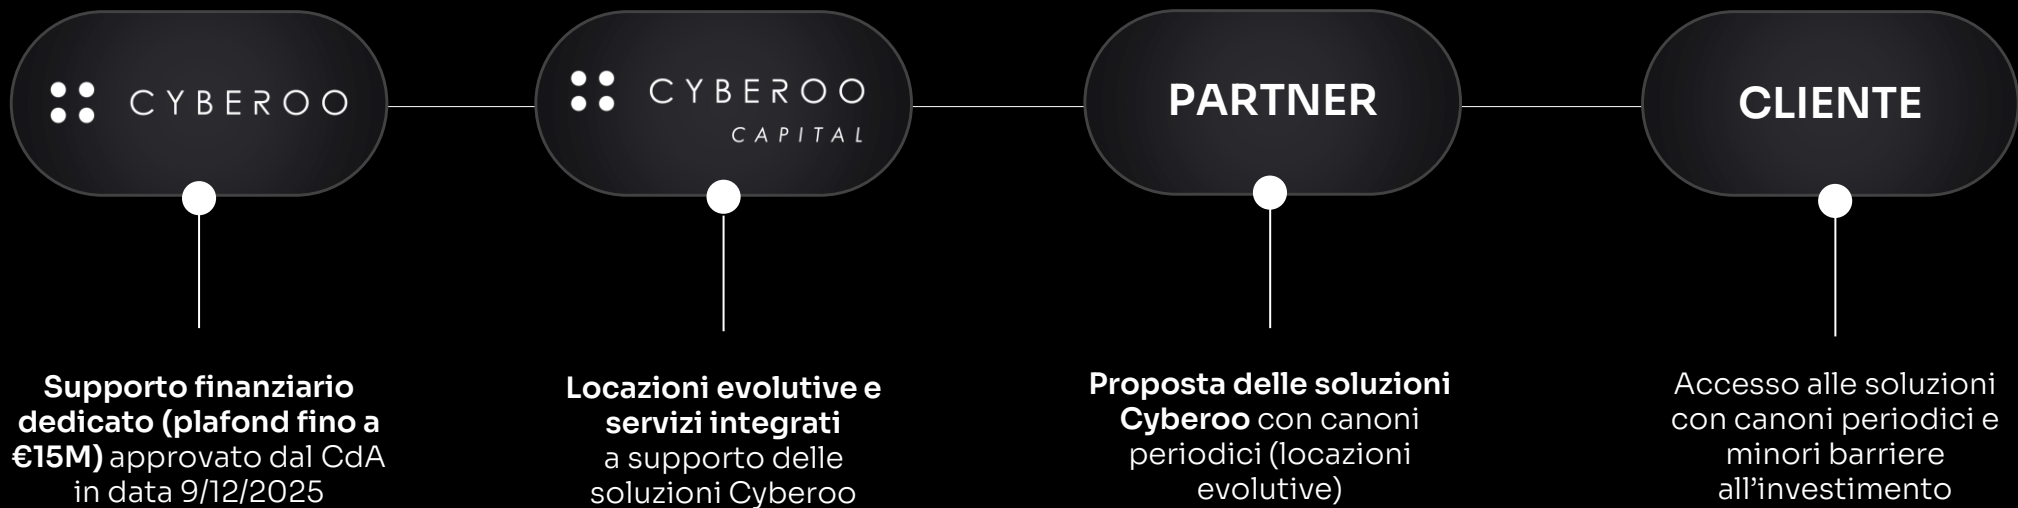 CYBEROO
CYBEROO
CAPITAL
PARTNER
CLIENTE
Supporto finanziario
dedicato (plafond fino a
€15M) approvato dal CdA
in data 9/12/2025
Locazioni evolutive e
servizi integrati
a supporto delle
soluzioni Cyberoo
Proposta delle soluzioni
Cyberoo con canoni
periodici (locazioni
evolutive)
Accesso alle soluzioni
con canoni periodici e
minori barriere
all’investimento